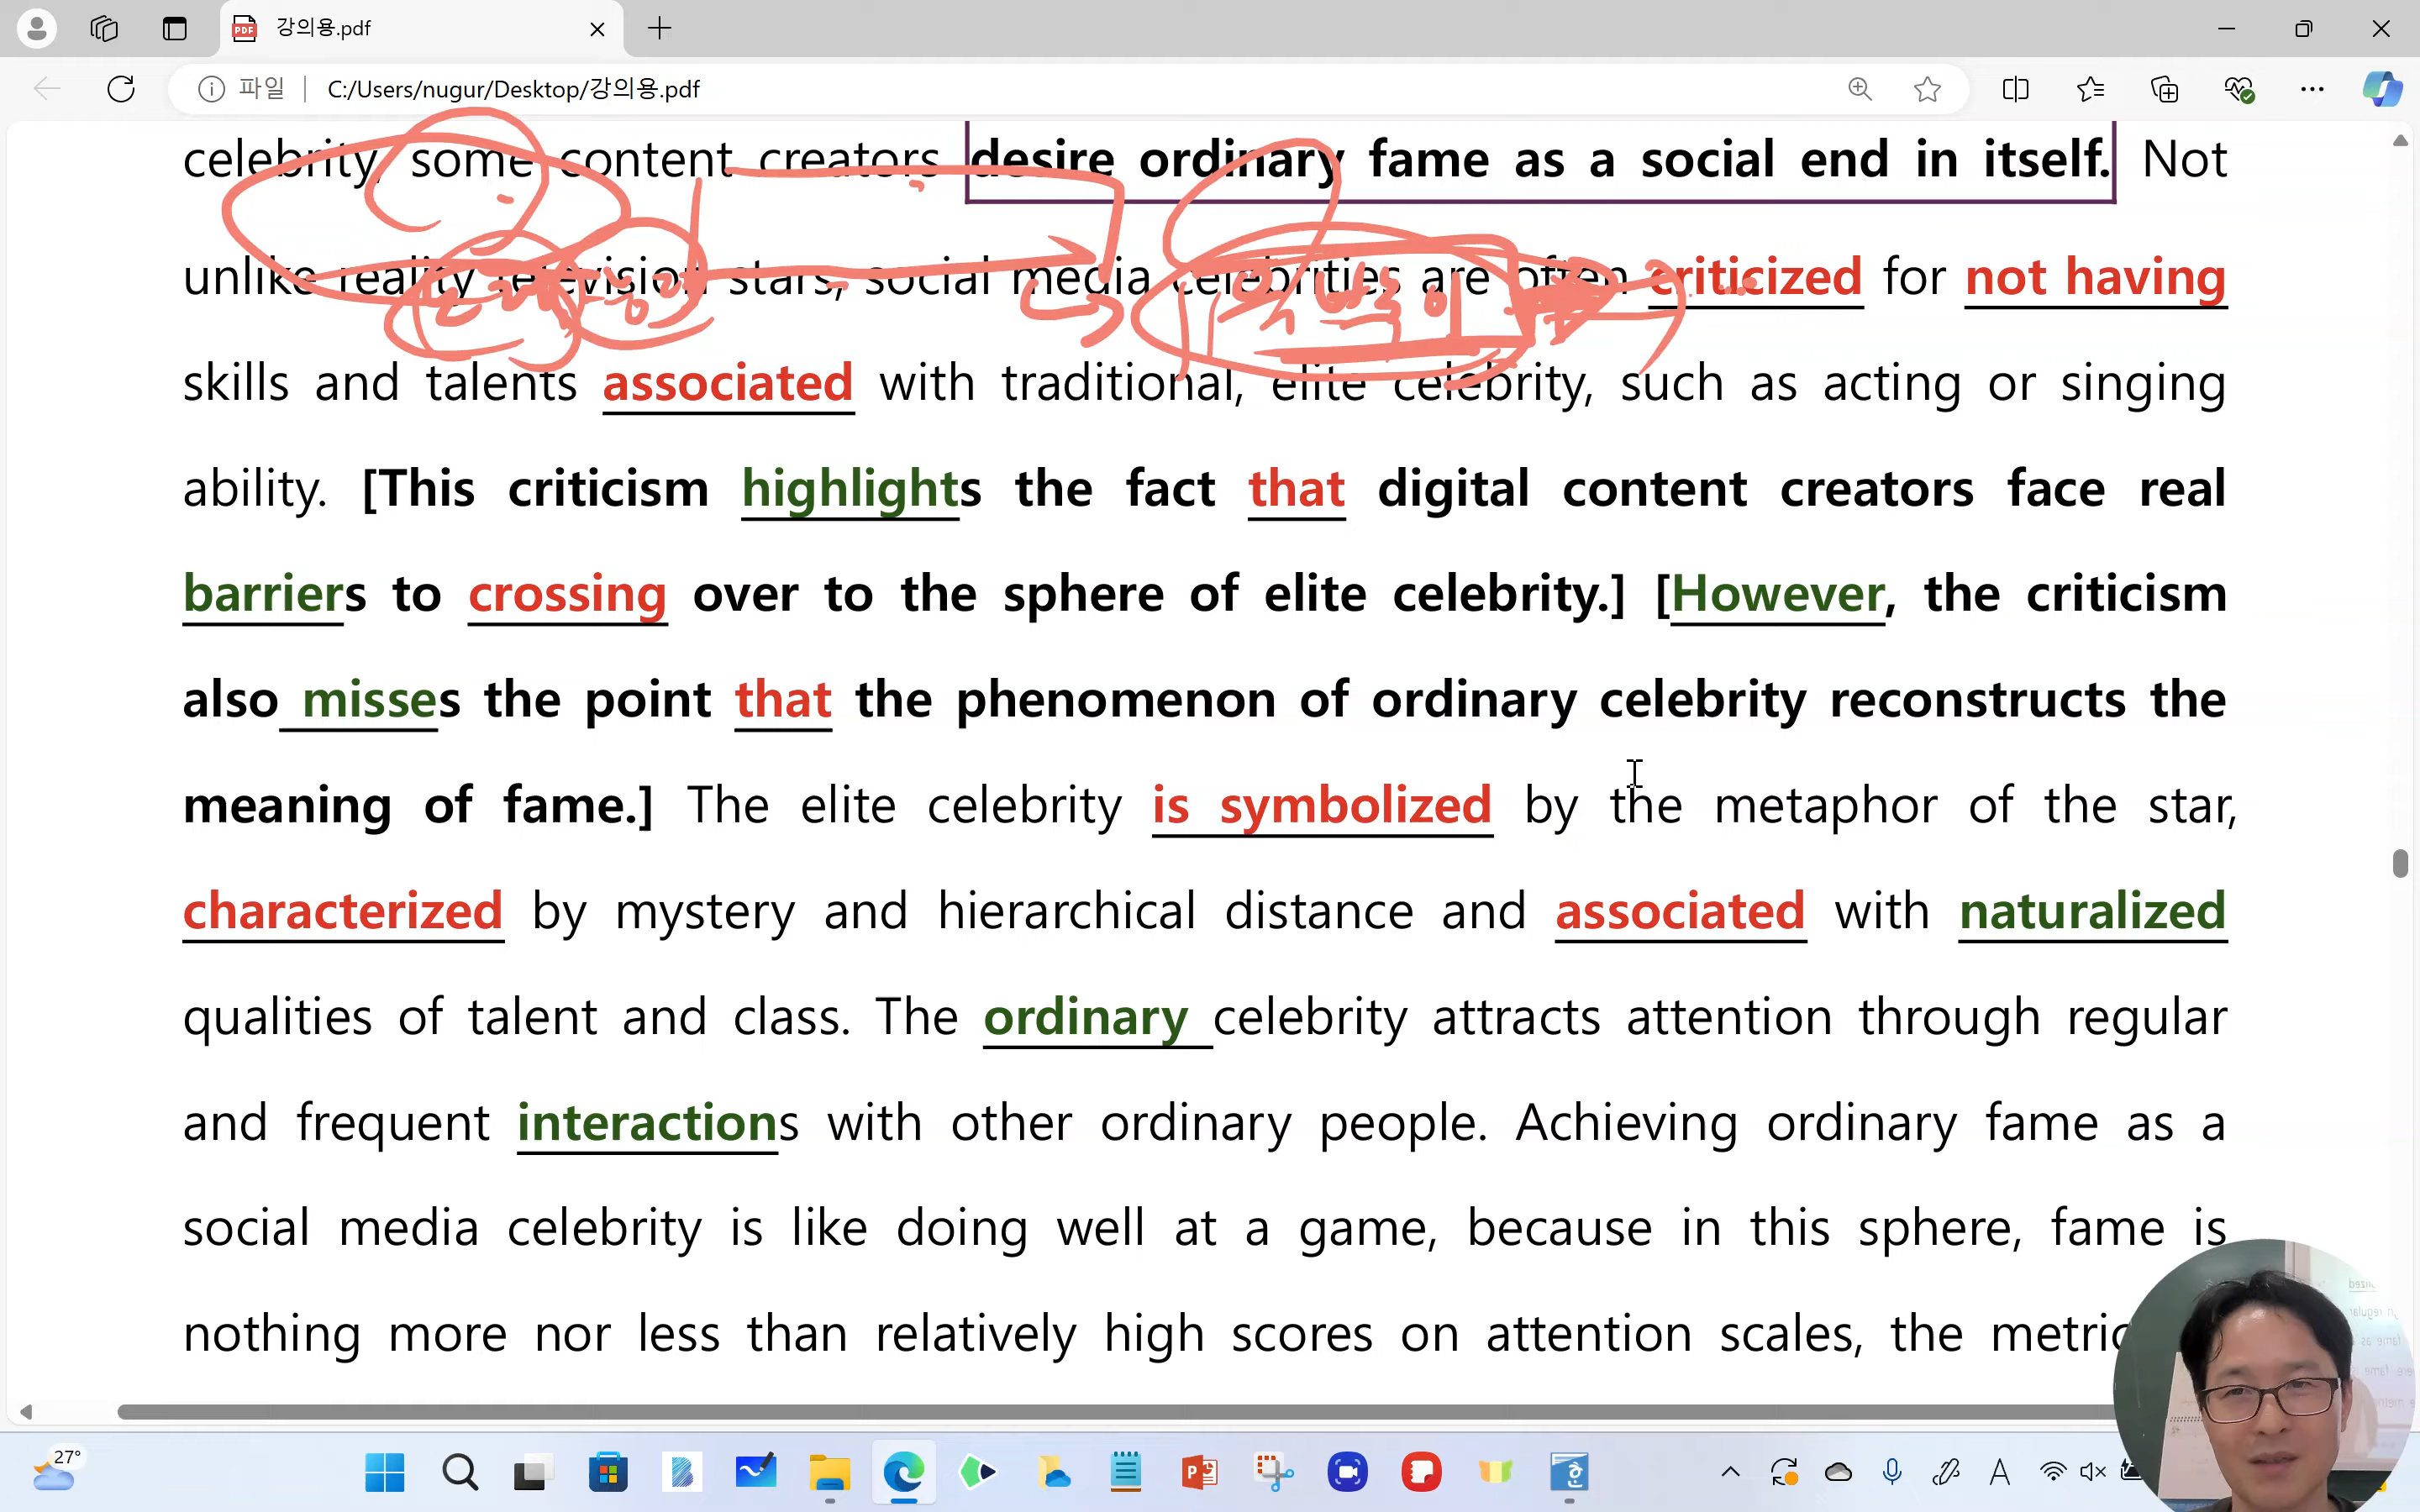 강의용.pdf
파일 C:/Users/nugur/Desktop/강의용.pdf
celebrity, some content creators desire ordinary fame as a social end in itself. Not
unlike reality television stars, social media celebrities are often criticized for not having
skills and talents associated with traditional, elite celebrity, such as acting or singing
ability. [This criticism highlights the fact that digital content creators face real
barriers to crossing over to the sphere of elite celebrity.] [However, the criticism
also misses the point that the phenomenon of ordinary celebrity reconstructs the
meaning of fame.] The elite celebrity is symbolized by the metaphor of the star,
characterized by mystery and hierarchical distance and associated with naturalized
qualities of talent and class. The ordinary celebrity attracts attention through regular
and frequent interactions with other ordinary people. Achieving ordinary fame as a
social media celebrity is like doing well at a game, because in this sphere, fame is
nothing more nor less than relatively high scores on attention scales, the metric
27°